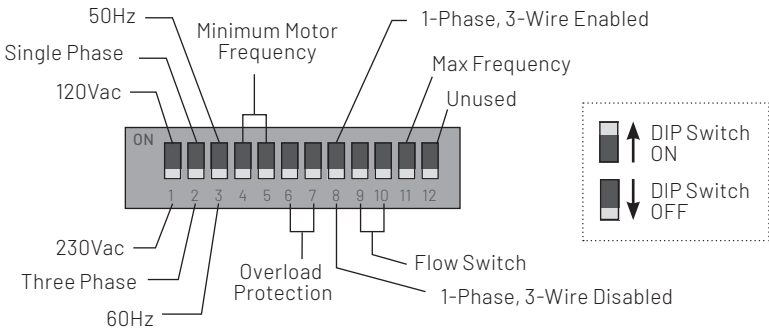 50Hz
Minimum Motor
Frequency
1-Phase, 3-Wire Enabled
Single Phase
Max Frequency
120Vac
Unused
ON
1 2 3 4 5 6 7 8 9 10 11 12
DIP Switch
ON
DIP Switch
OFF
230Vac
Three Phase
60Hz
Overload
Protection
Flow Switch
1-Phase, 3-Wire Disabled